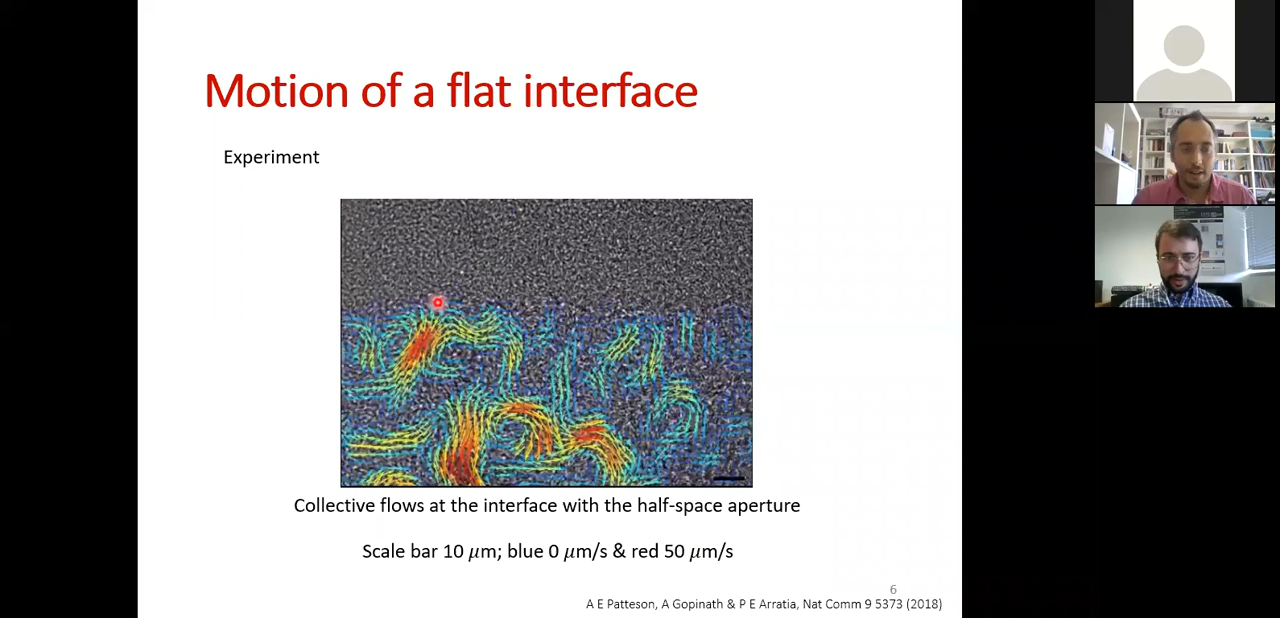 Motion of a flat interface
Experiment
Collective flows at the interface with the half-space aperture
Scale bar 10 𝜇m; blue 0 𝜇m/s & red 50 𝜇m/s
6
A E Patteson, A Gopinath & P E Arratia, Nat Comm 9 5373 (2018)